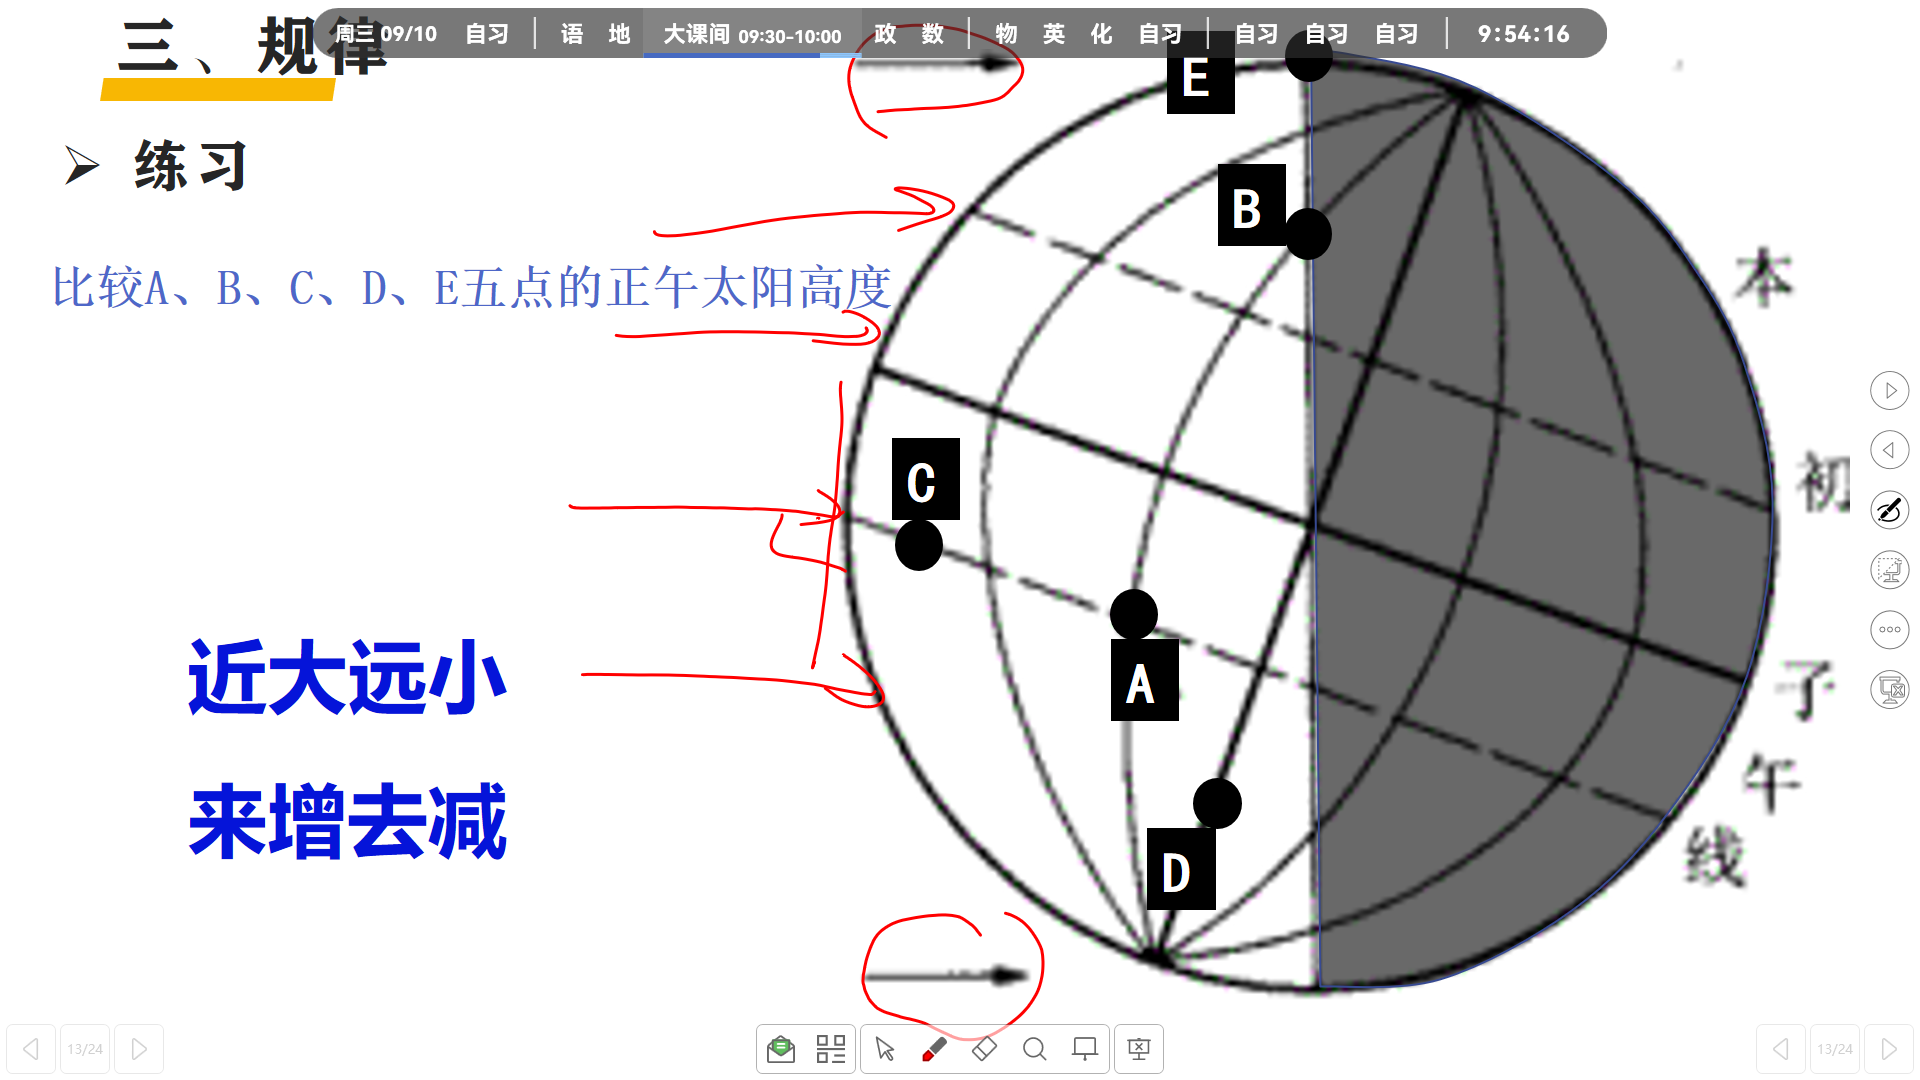 周三 09/10 自习 语 地 大课间 09:30-10:00 政 数 物 英 化 自习 自习 自习 自习 9:54:16
三、规律
练习
比较A、B、C、D、E五点的正午太阳高度
近大远小
来增去减
E
B
C
A
D
本
初
子
午
线
13/24
13/24